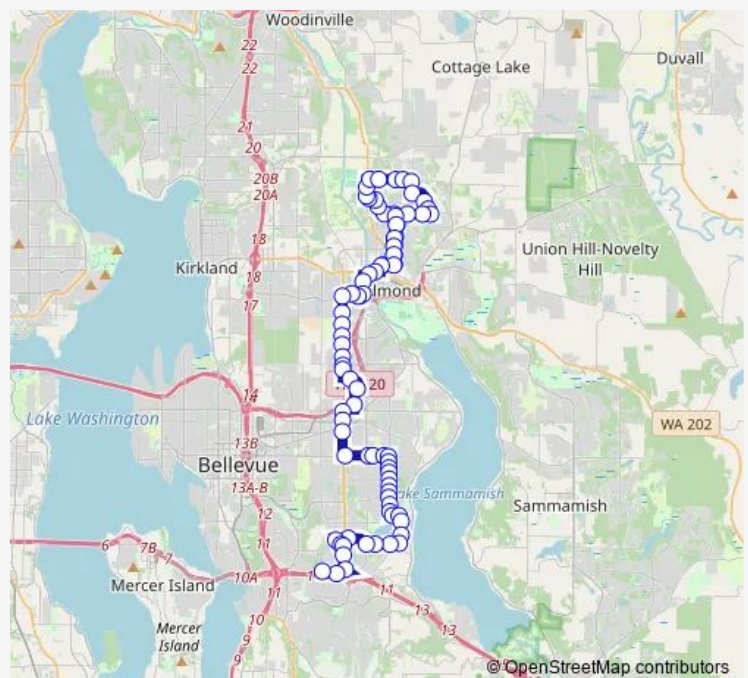 Woodinville
22
22
Cottage Lake
Duvall
21
20
20B
20A
18
Kirkland
18
17
Union Hill-Novelty
Hill
lmond
14
20
Lake Washington
WA 202
13B
Bellevue
13A-B
ake Sammamish
12
Sammamish
6
7B
7
11
10A
11
Mercer Island
11
13
10
13
Mercer
Island
9
9
© OpenStreetMap contributors